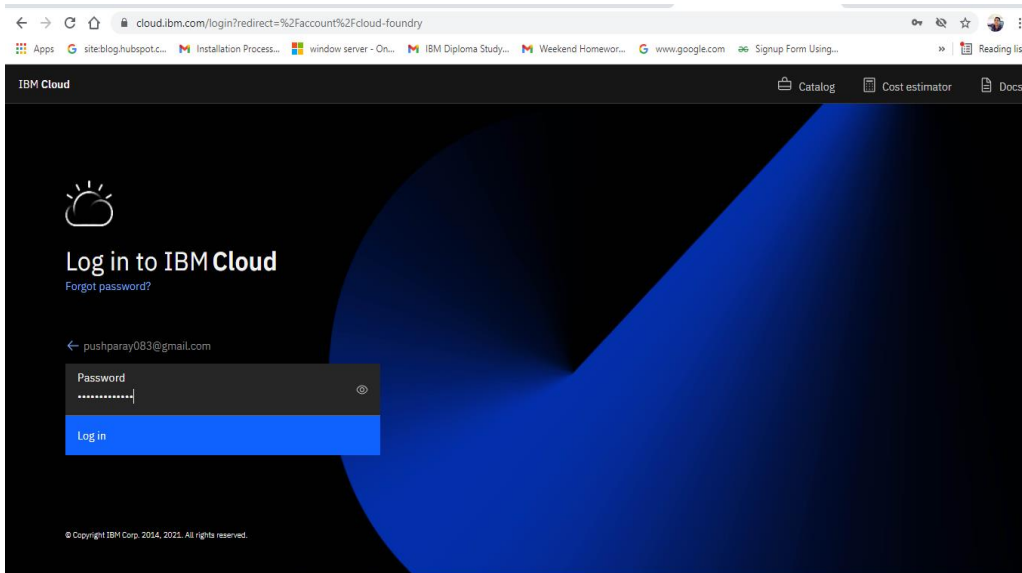 cloud.ibm.com/login?redirect=%2Faccount%2Fcloud-foundry
Apps site:blog.hubspot.c... Installation Process... window server - On... IBM Diploma Study... Weekend Homewor... www.google.com Signup Form Using... » Reading lis
IBM Cloud Catalog Cost estimator Docs
Log in to IBM Cloud
Forgot password?
← pushparay083@gmail.com
Password
•••••••••••••
Log in
© Copyright IBM Corp. 2014, 2021. All rights reserved.